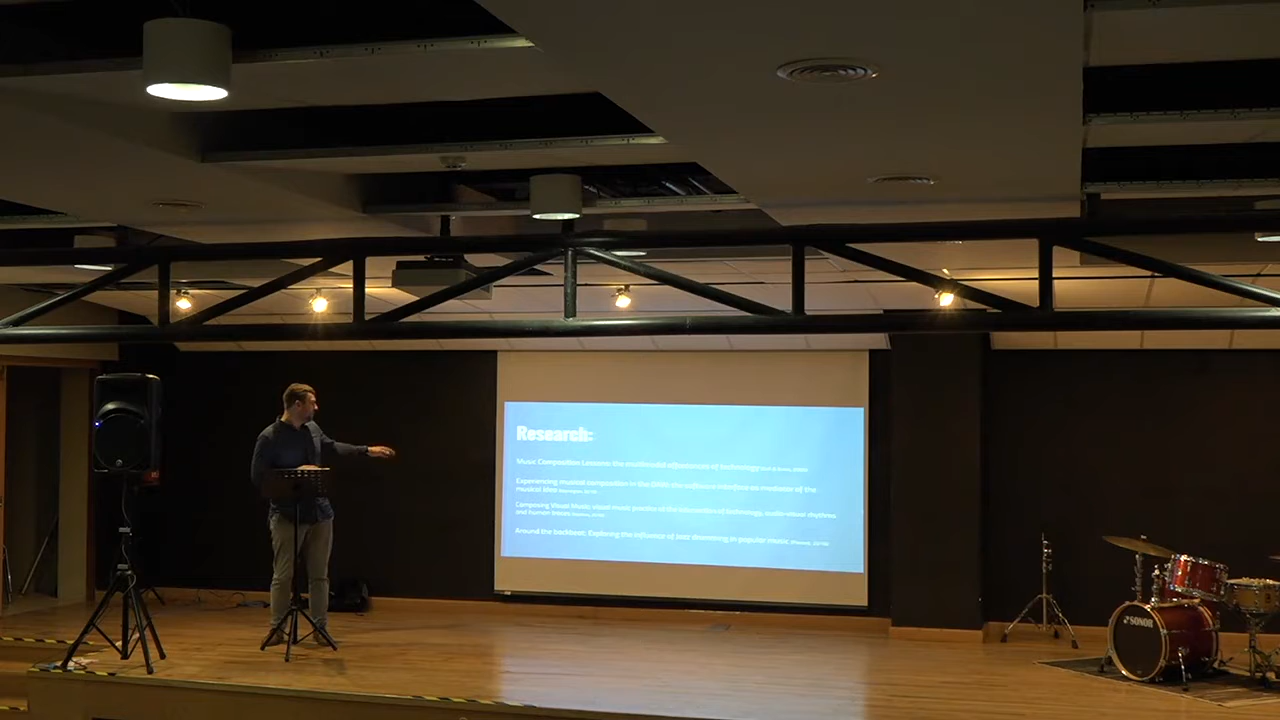 Research:
Music Composition Lessons: the multimodal affordances of technology
Experiencing musical composition in the DAW: the software interface as mediator of the
musical idea
Composing Visual Music: visual music practice at the intersection of technology, audio-visual rhythms
and human traces
Around the backbeat: Exploring the influence of Jazz drumming in popular music
SONOR